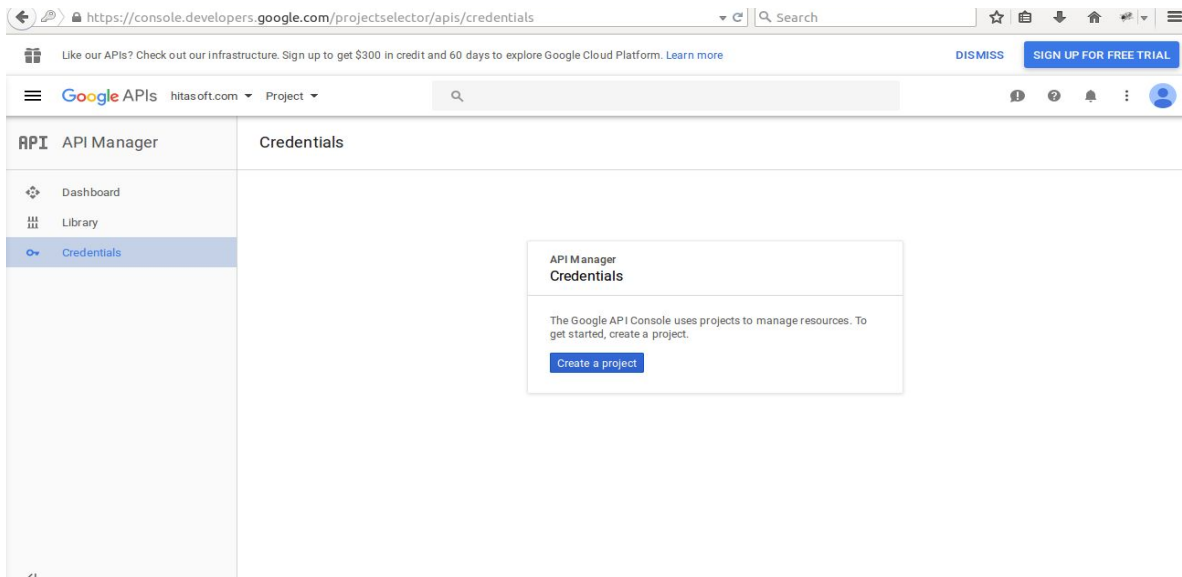 https://console.developers.google.com/projectselector/apis/credentials
Search
Like our APIs? Check out our infrastructure. Sign up to get $300 in credit and 60 days to explore Google Cloud Platform. Learn more
DISMISS
SIGN UP FOR FREE TRIAL
Google APIs
hitasoft.com
Project
API
API Manager
Credentials
Dashboard
Library
Credentials
API Manager
Credentials
The Google API Console uses projects to manage resources. To
get started, create a project.
Create a project